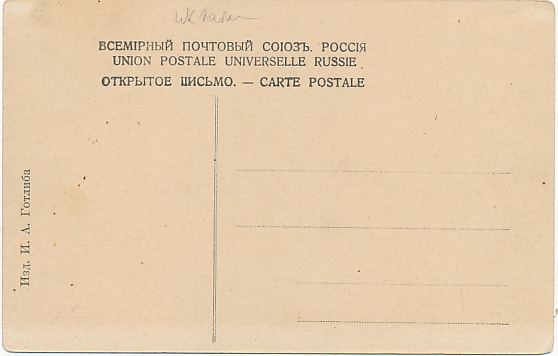 ВСЕМІРНЫЙ ПОЧТОВЫЙ СОЮЗЪ. РОССІЯ
UNION POSTALE UNIVERSELLE RUSSIE
ОТКРЫТОЕ ПИСЬМО. — CARTE POSTALE
Изд. И. А. Готлиба